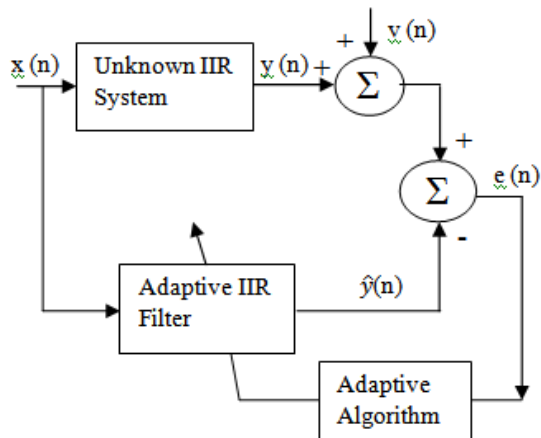 +
v (n)
x (n)
Unknown IIR
System
y (n)
+
Σ
+
e (n)
Σ
-
Adaptive IIR
Filter
ŷ(n)
Adaptive
Algorithm